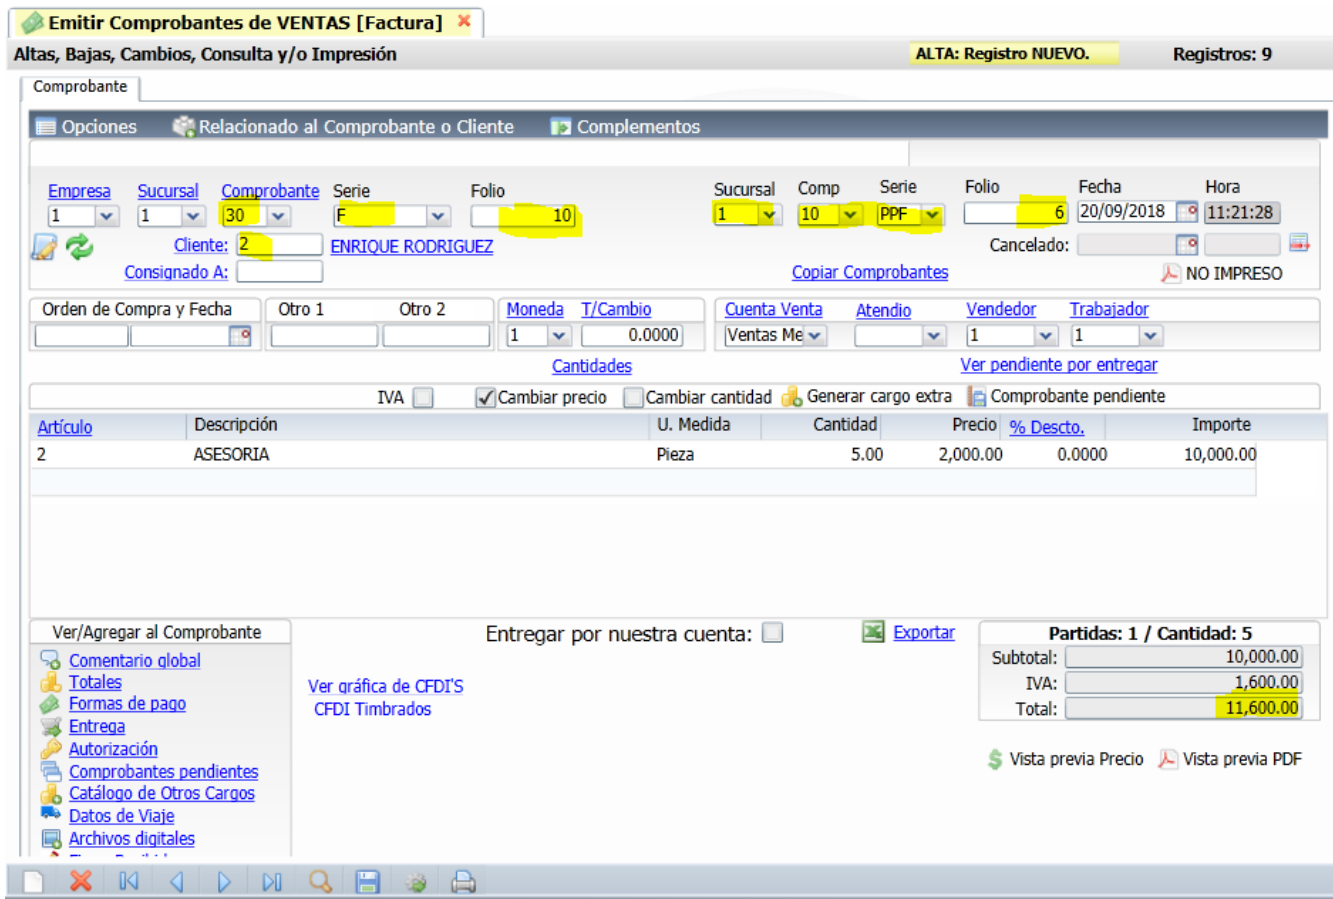 Emitir Comprobantes de VENTAS [Factura]
Altas, Bajas, Cambios, Consulta y/o Impresión ALTA: Registro NUEVO. Registros: 9
Comprobante
Opciones Relacionado al Comprobante o Cliente Complementos
Empresa Sucursal Comprobante Serie Folio Sucursal Comp Serie Folio Fecha Hora
1 1 30 F 10 1 10 PPF 6 20/09/2018 11:21:28
Cliente: 2 ENRIQUE RODRIGUEZ Cancelado:
Consignado A: Copiar Comprobantes NO IMPRESO
Orden de Compra y Fecha Otro 1 Otro 2 Moneda T/Cambio Cuenta Venta Atendio Vendedor Trabajador
1 0.0000 Ventas Me 1 1
Cantidades Ver pendiente por entregar
IVA Cambiar precio Cambiar cantidad Generar cargo extra Comprobante pendiente
Artículo Descripción U. Medida Cantidad Precio % Descto. Importe
2 ASESORIA Pieza 5.00 2,000.00 0.0000 10,000.00
Ver/Agregar al Comprobante Entregar por nuestra cuenta: Exportar Partidas: 1 / Cantidad: 5
Comentario global Subtotal: 10,000.00
Totales Ver gráfica de CFDI'S IVA: 1,600.00
Formas de pago CFDI Timbrados Total: 11,600.00
Entrega
Autorización Vista previa Precio Vista previa PDF
Comprobantes pendientes
Catálogo de Otros Cargos
Datos de Viaje
Archivos digitales